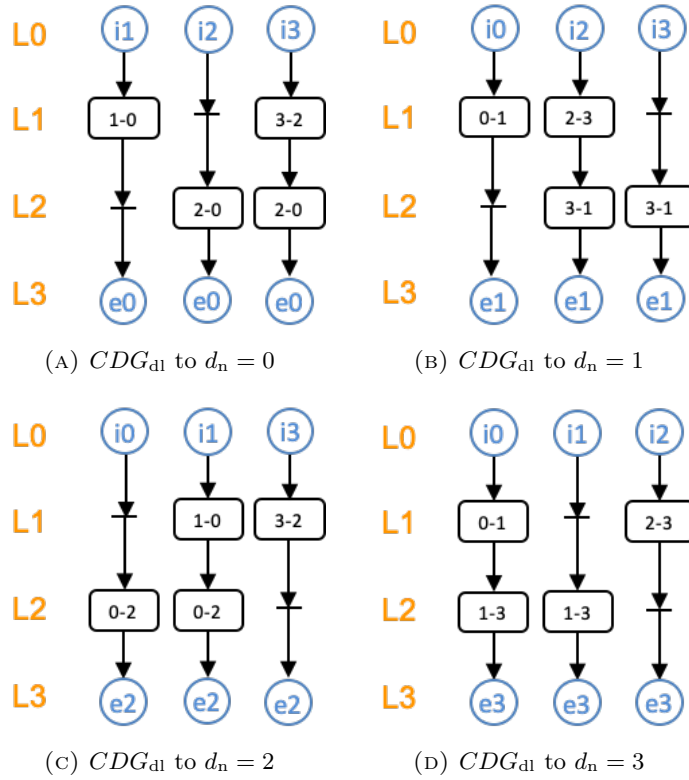 L0 i1 i2 i3
L1 1-0 3-2
L2 2-0 2-0
L3 e0 e0 e0
(A) CDG_dl to d_n = 0
L0 i0 i2 i3
L1 0-1 2-3
L2 3-1 3-1
L3 e1 e1 e1
(B) CDG_dl to d_n = 1
L0 i0 i1 i3
L1 1-0 3-2
L2 0-2 0-2
L3 e2 e2 e2
(C) CDG_dl to d_n = 2
L0 i0 i1 i2
L1 0-1 2-3
L2 1-3 1-3
L3 e3 e3 e3
(D) CDG_dl to d_n = 3